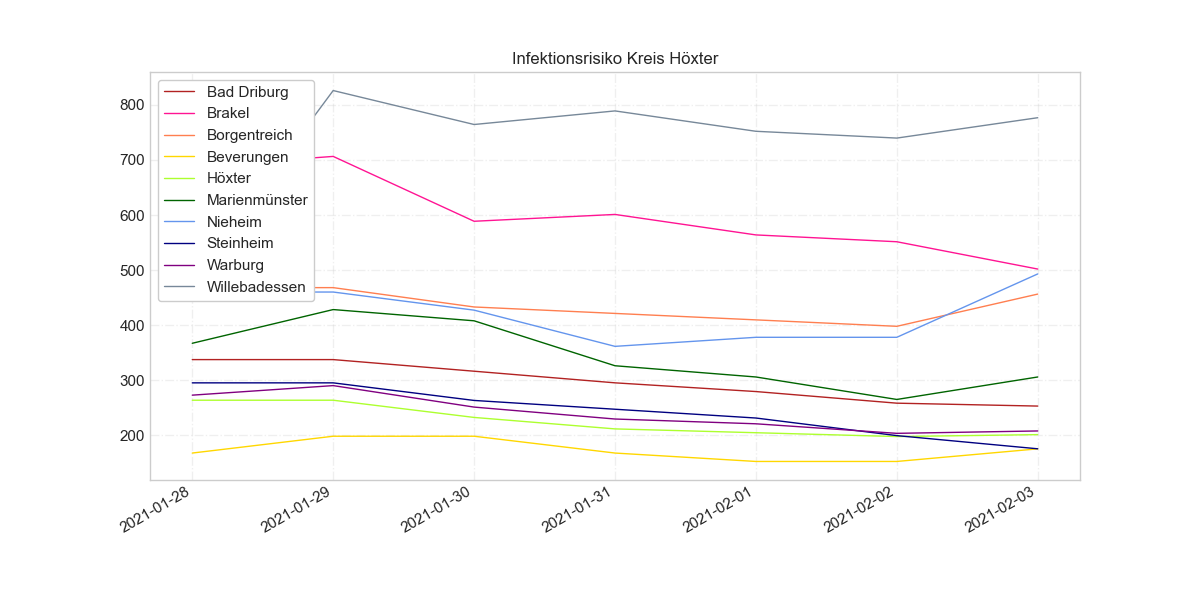 Infektionsrisiko Kreis Höxter
Bad Driburg
Brakel
Borgentreich
Beverungen
Höxter
Marienmünster
Nieheim
Steinheim
Warburg
Willebadessen
800
700
600
500
400
300
200
2021-01-28
2021-01-29
2021-01-30
2021-01-31
2021-02-01
2021-02-02
2021-02-03